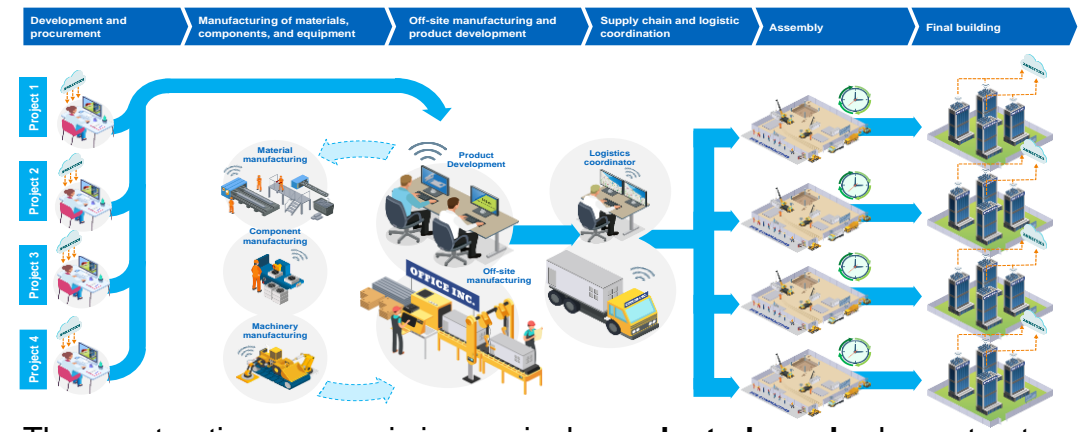 Development and
procurement
Manufacturing of materials,
components, and equipment
Off-site manufacturing and
product development
Supply chain and logistic
coordination
Assembly
Final building
Project 1
Project 2
Project 3
Project 4
Material
manufacturing
Component
manufacturing
Machinery
manufacturing
Product
Development
Off-site
manufacturing
OFFICE INC.
Logistics
coordinator